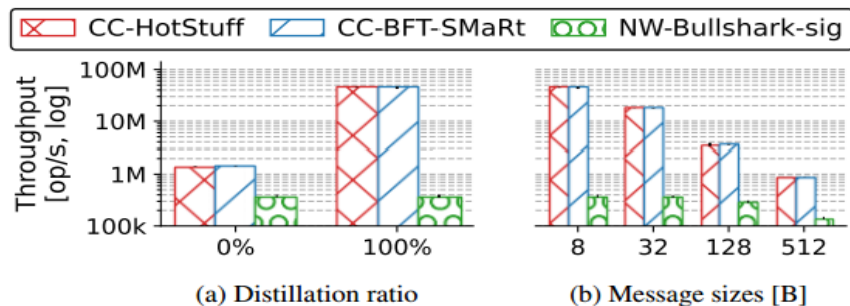 CC-HotStuff CC-BFT-SMaRt NW-Bullshark-sig
Throughput
[op/s, log]
100M
10M
1M
100k
0% 100%
8 32 128 512
(a) Distillation ratio
(b) Message sizes [B]